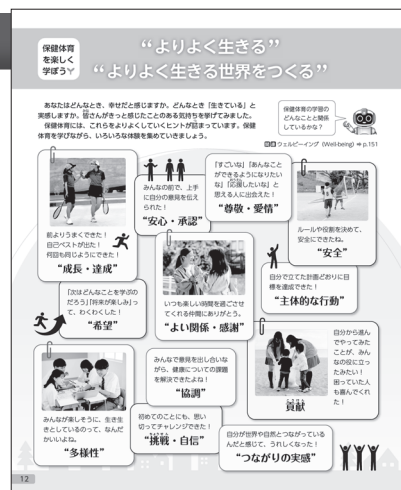 保健体育
を楽しく
学ぼう
“よりよく生きる”
“よりよく生きる世界をつくる”
あなたはどんなとき、幸せだと感じますか。どんなとき「生きている」と
実感しますか。皆さんがきっと感じたことのある気持ちを挙げてみました。
保健体育には、これらをよりよくしていくヒントが詰まっています。保健
体育を学びながら、いろいろな体験を集めていきましょう。
保健体育の学習の
どんなことと関係
しているかな?
関連 ウェルビーイング (Well-being) ➡ p.151
前よりうまくできた!
自己ベストが出た!
何回も同じようにできた!
“成長・達成”
みんなの前で、上手
に自分の意見を伝え
られた!
“安心・承認”
「すごいな」「あんなこと
ができるようになりたい
な」「応援したいな」と
思える人に出会えた!
“尊敬・愛情”
ルールや役割を決めて、
安全にできたね。
“安全”
「次はどんなことを学ぶの
だろう」「将来が楽しみ」っ
て、わくわくした!
“希望”
いつも楽しい時間を過ごさせ
てくれる仲間にありがとう。
“よい関係・感謝”
自分で立てた計画どおりに目
標を達成できた!
“主体的な行動”
みんなが楽しそうに、生き生
きとしているのって、なんだ
かいいよね。
“多様性”
みんなで意見を出し合いな
がら、健康についての課題
を解決できたよね!
“協調”
初めてのことにも、思い
切ってチャレンジできた!
“挑戦・自信”
自分から進ん
でやってみた
ことが、みん
なの役に立っ
たみたい!
困っていた人
も喜んでくれ
た!
“貢献”
自分が世界や自然とつながっている
んだと感じて、うれしくなった!
“つながりの実感”
12